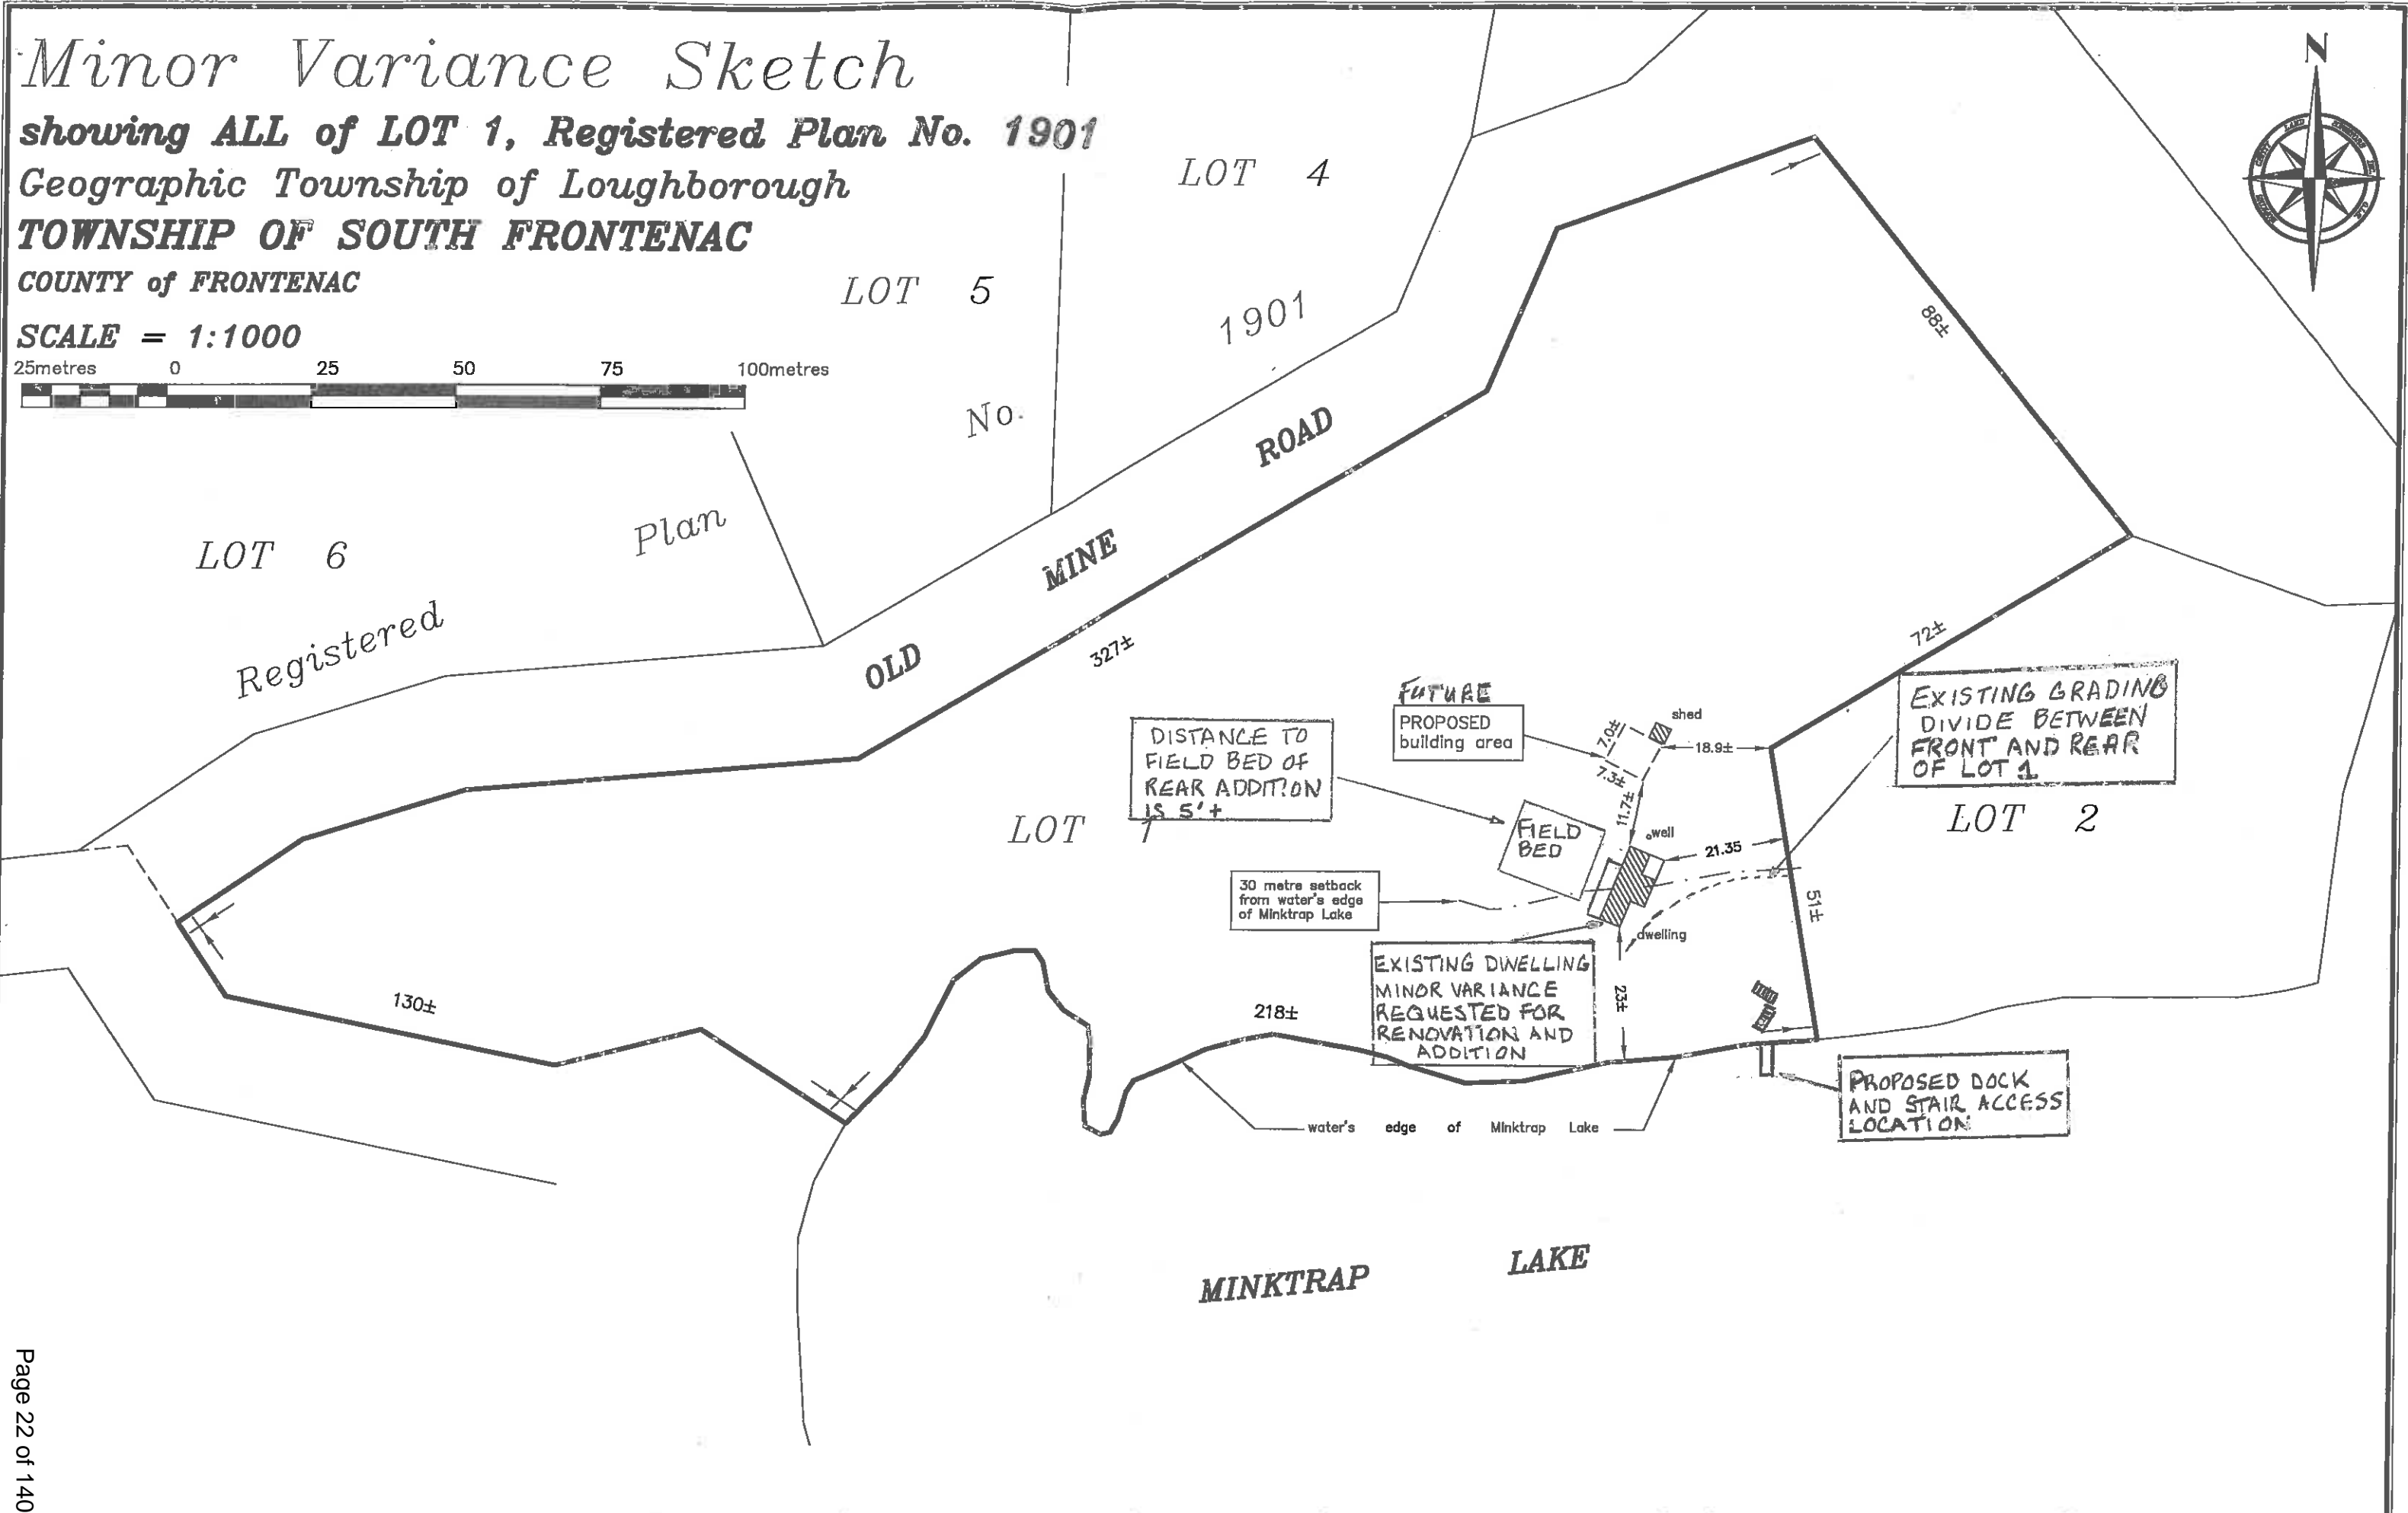 Minor Variance Sketch
showing ALL of LOT 1, Registered Plan No. 1901
Geographic Township of Loughborough
TOWNSHIP OF SOUTH FRONTENAC
COUNTY of FRONTENAC
SCALE = 1:1000
25metres 0 25 50 75 100metres
N
LOT 4
LOT 5
LOT 6
Registered Plan No. 1901
OLD MINE ROAD
88±
72±
327±
FUTURE
PROPOSED
building area
shed
7.0±
7.3±
18.9±
11.7±
DISTANCE TO
FIELD BED OF
REAR ADDITION
IS 5'+
EXISTING GRADING
DIVIDE BETWEEN
FRONT AND REAR
OF LOT 1
LOT 1
LOT 2
FIELD
BED
well
21.35
30 metre setback
from water's edge
of Minktrap Lake
51±
dwelling
EXISTING DWELLING
MINOR VARIANCE
REQUESTED FOR
RENOVATION AND
ADDITION
23±
130±
218±
water's edge of Minktrap Lake
PROPOSED DOCK
AND STAIR ACCESS
LOCATION
MINKTRAP LAKE
Page 22 of 140